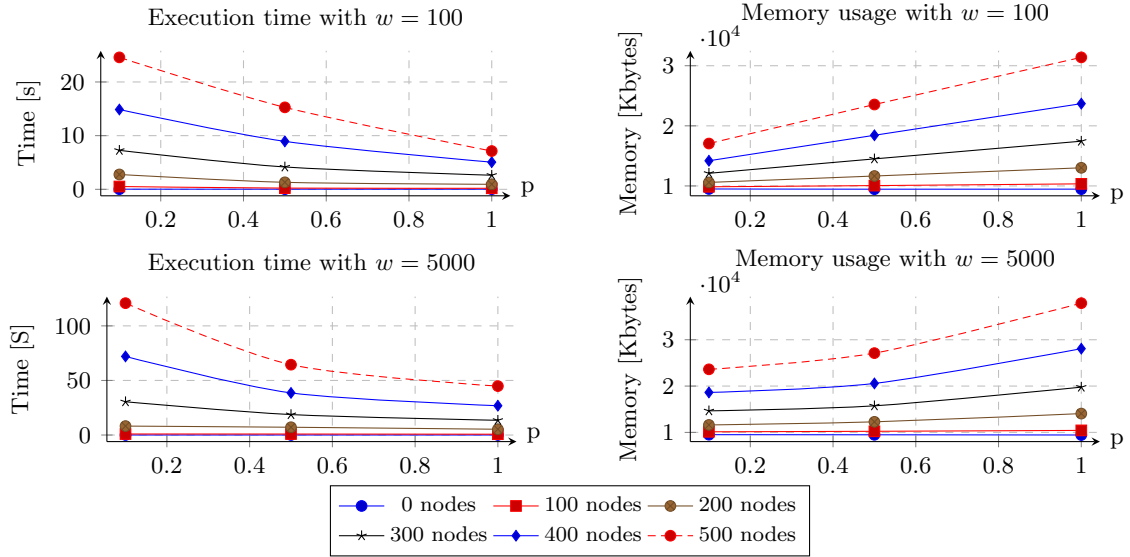 Execution time with w = 100
Time [s]
20
10
0
0.2 0.4 0.6 0.8 1
p
Memory usage with w = 100
·10⁴
Memory [Kbytes]
3
2
1
0.2 0.4 0.6 0.8 1
p
Execution time with w = 5000
Time [S]
100
50
0
0.2 0.4 0.6 0.8 1
p
Memory usage with w = 5000
·10⁴
Memory [Kbytes]
3
2
1
0.2 0.4 0.6 0.8 1
p
0 nodes 100 nodes 200 nodes
300 nodes 400 nodes 500 nodes